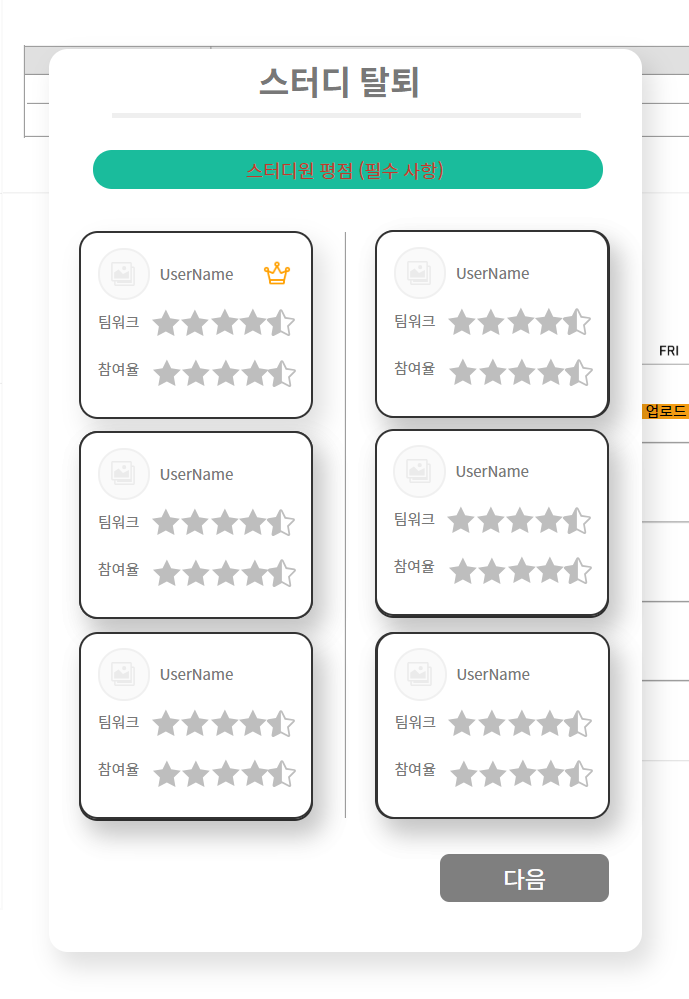 스터디 탈퇴
스터디원 평점 (필수 사항)
UserName
팀워크
참여율
UserName
팀워크
참여율
UserName
팀워크
참여율
UserName
팀워크
참여율
UserName
팀워크
참여율
UserName
팀워크
참여율
FRI
업로드
다음